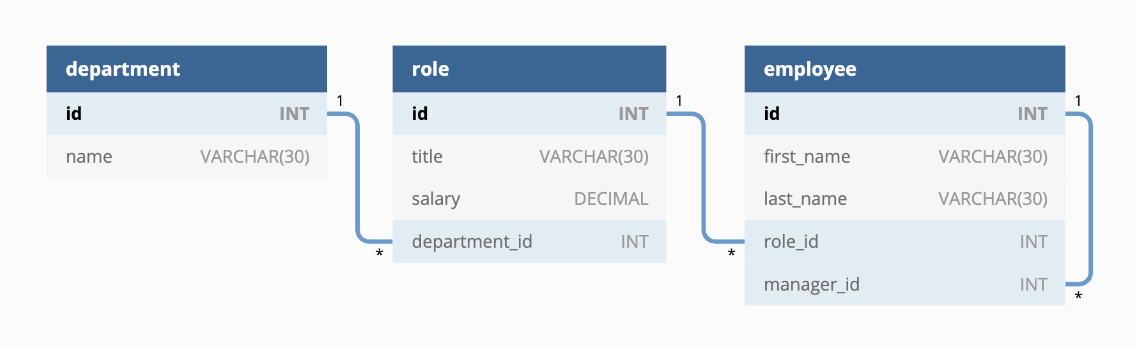 department
id INT
name VARCHAR(30)
1
*
role
id INT
title VARCHAR(30)
salary DECIMAL
department_id INT
1
*
employee
id INT
first_name VARCHAR(30)
last_name VARCHAR(30)
role_id INT
manager_id INT
1
*